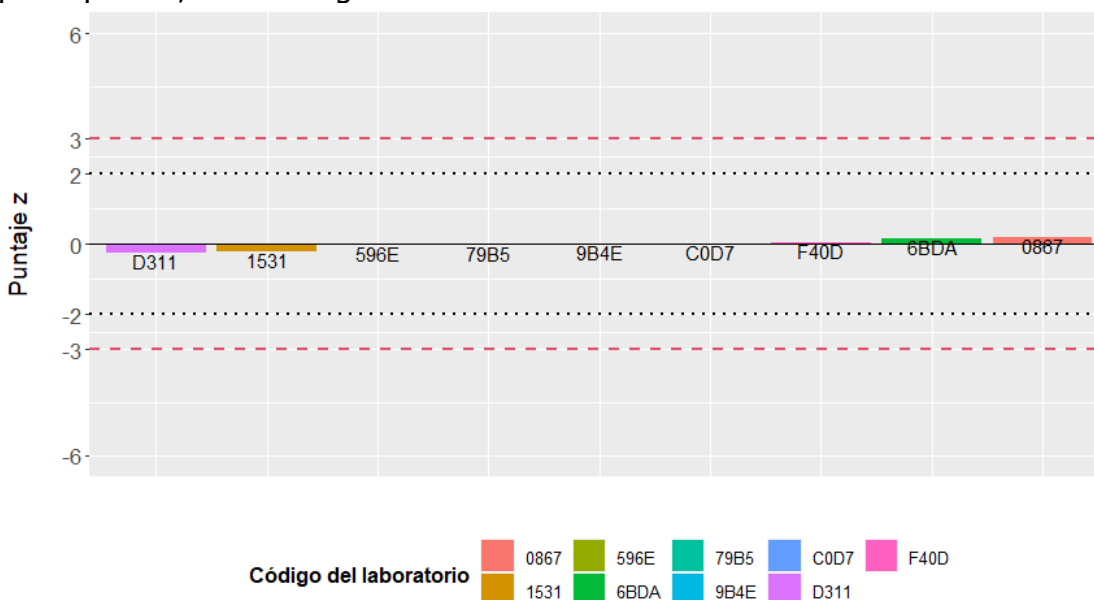 6
3
2
0
-2
-3
-6
Puntaje z
D311 1531 596E 79B5 9B4E C0D7 F40D 6BDA 0867
Código del laboratorio
0867 596E 79B5 C0D7 F40D
1531 6BDA 9B4E D311